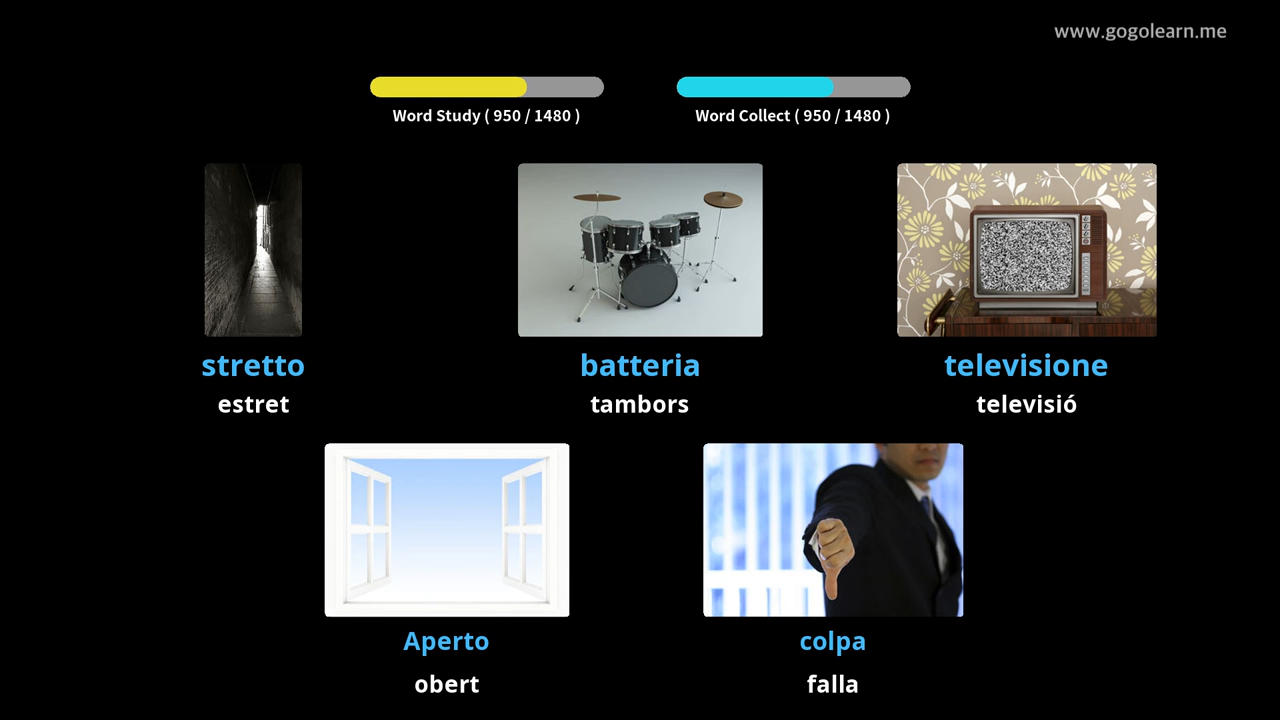 www.gogolearn.me
Word Study ( 950 / 1480 )
Word Collect ( 950 / 1480 )
stretto
estret
batteria
tambors
televisione
televisió
Aperto
obert
colpa
falla